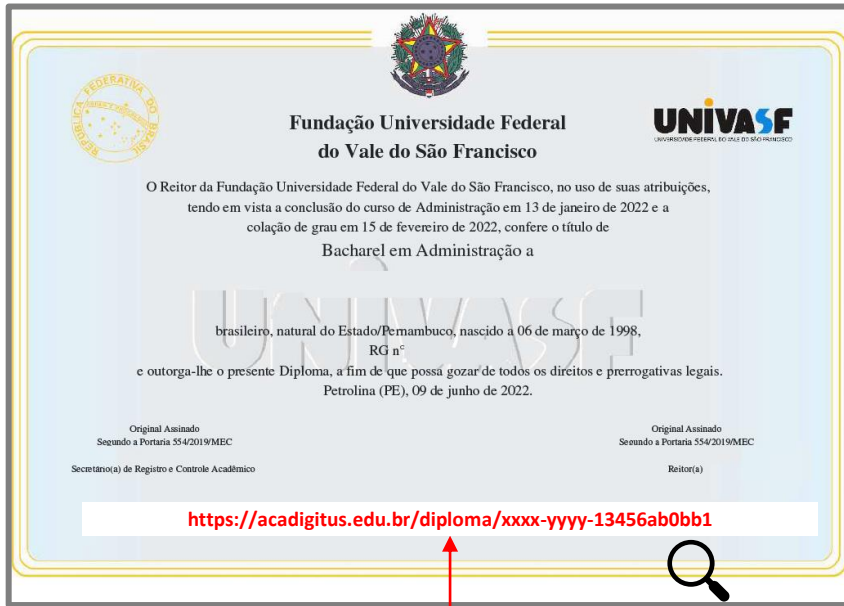 REPÚBLICA FEDERATIVA DO BRASIL
UNIVASF
UNIVERSIDADE FEDERAL DO VALE DO SÃO FRANCISCO
Fundação Universidade Federal
do Vale do São Francisco
O Reitor da Fundação Universidade Federal do Vale do São Francisco, no uso de suas atribuições,
tendo em vista a conclusão do curso de Administração em 13 de janeiro de 2022 e a
colação de grau em 15 de fevereiro de 2022, confere o título de
Bacharel em Administração a
UNIVASF
brasileiro, natural do Estado/Pernambuco, nascido a 06 de março de 1998,
RG n°
e outorga-lhe o presente Diploma, a fim de que possa gozar de todos os direitos e prerrogativas legais.
Petrolina (PE), 09 de junho de 2022.
Original Assinado
Segundo a Portaria 554/2019/MEC
Secretário(a) de Registro e Controle Acadêmico
Original Assinado
Segundo a Portaria 554/2019/MEC
Reitor(a)
https://acadigitus.edu.br/diploma/xxxx-yyyy-13456ab0bb1